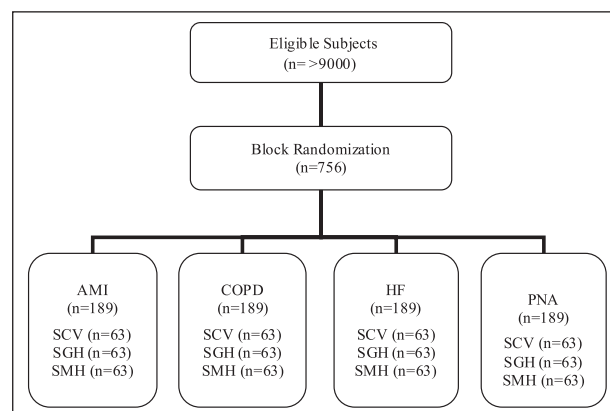 Eligible Subjects
(n= >9000)
Block Randomization
(n=756)
AMI
(n=189)
SCV (n=63)
SGH (n=63)
SMH (n=63)
COPD
(n=189)
SCV (n=63)
SGH (n=63)
SMH (n=63)
HF
(n=189)
SCV (n=63)
SGH (n=63)
SMH (n=63)
PNA
(n=189)
SCV (n=63)
SGH (n=63)
SMH (n=63)